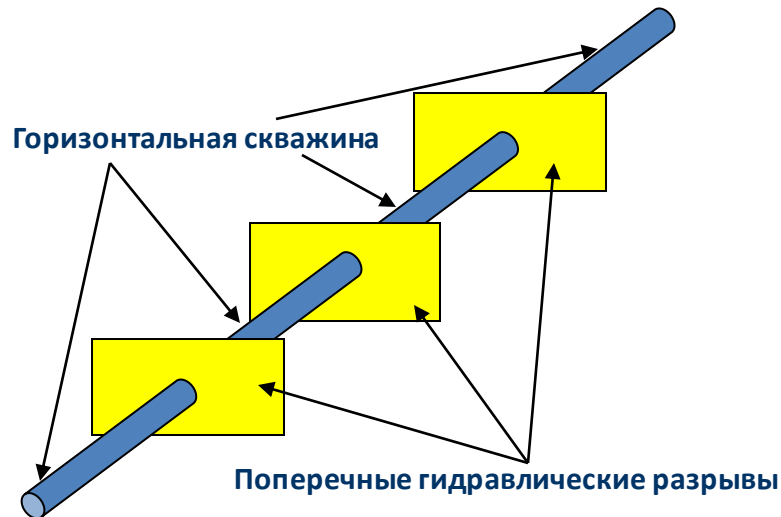 Горизонтальная скважина
Поперечные гидравлические разрывы